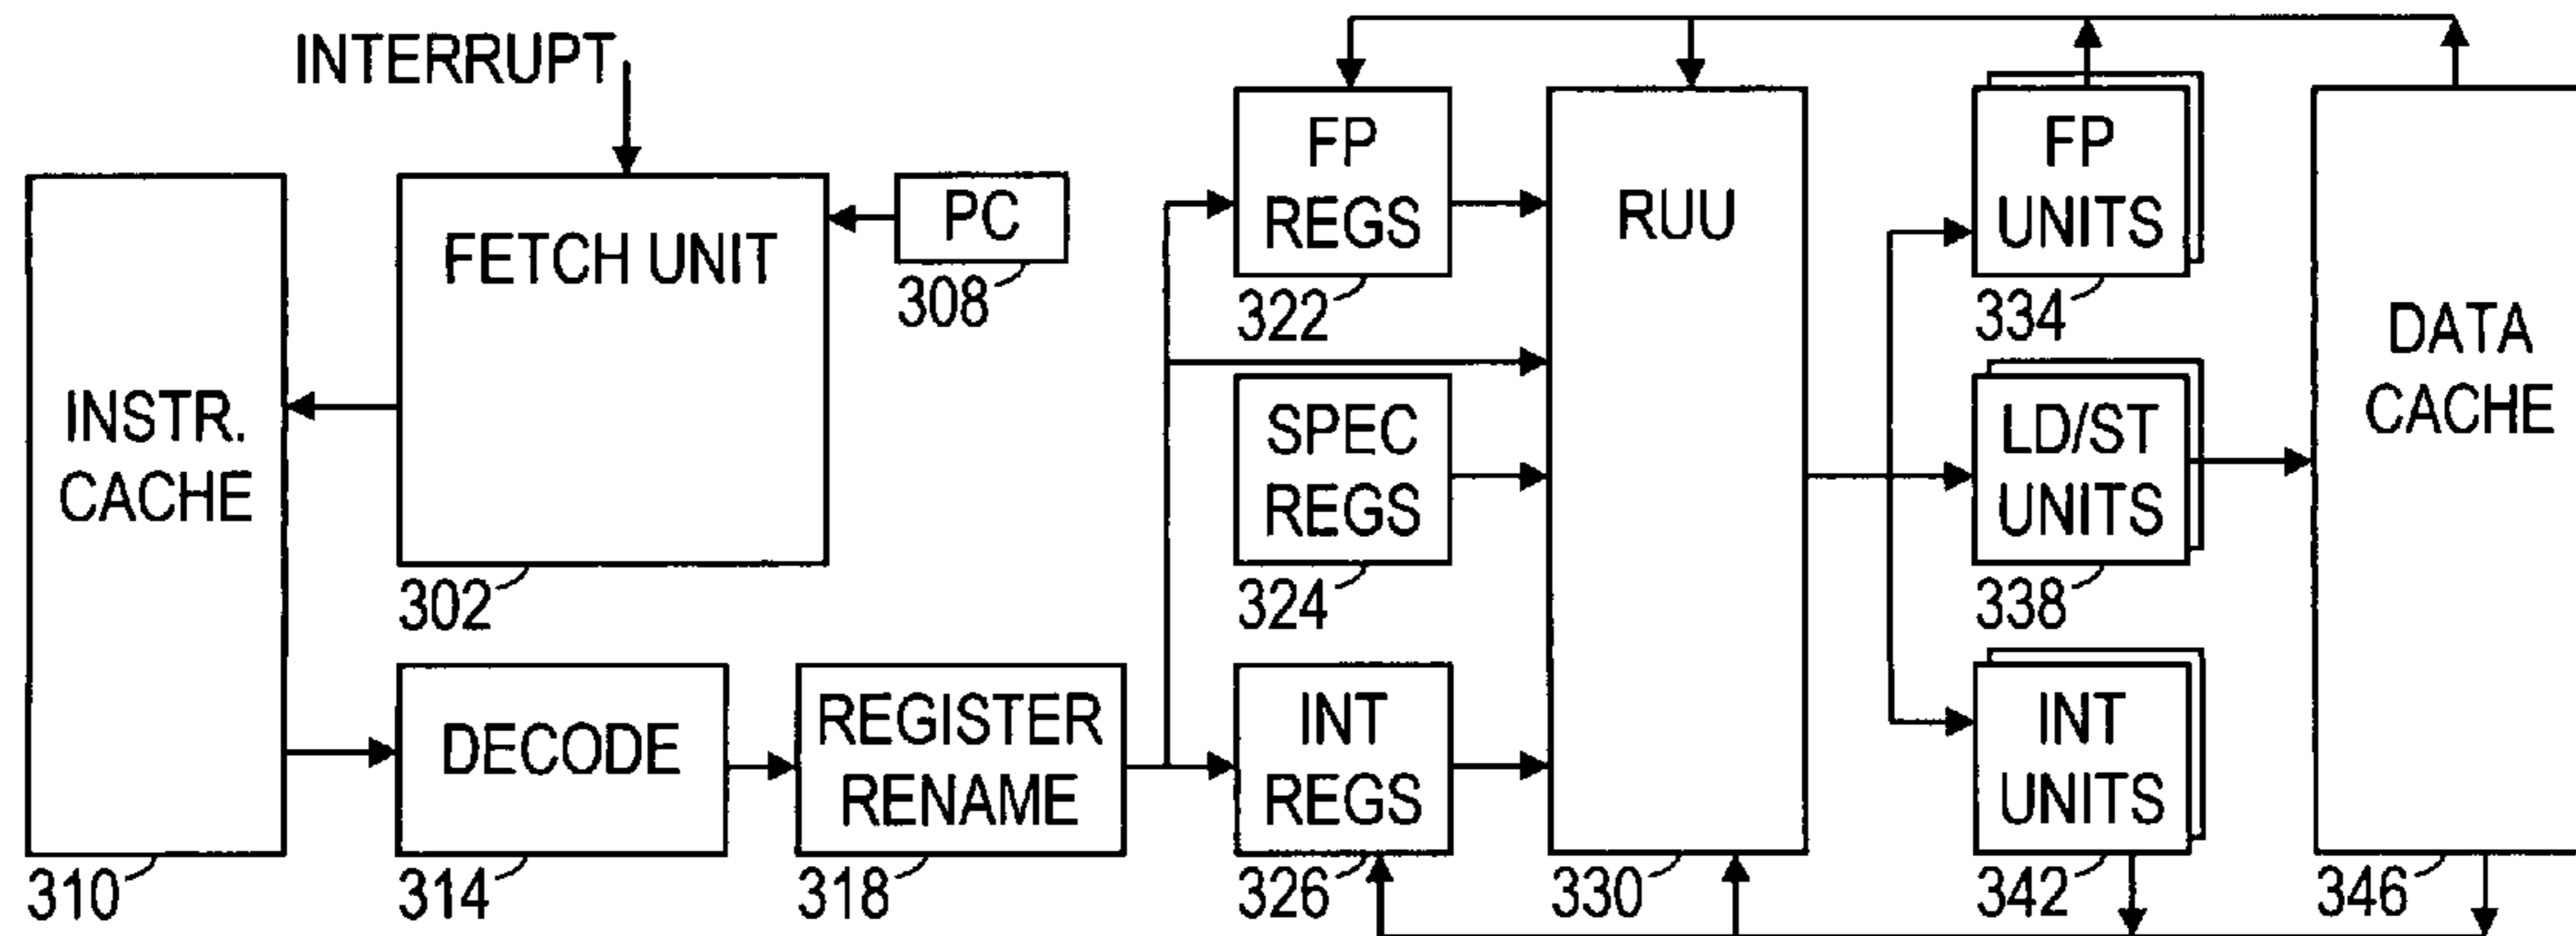 INTERRUPT
INSTR.
CACHE
310
FETCH UNIT
302
PC
308
DECODE
314
REGISTER
RENAME
318
FP
REGS
322
SPEC
REGS
324
INT
REGS
326
RUU
330
FP
UNITS
334
LD/ST
UNITS
338
INT
UNITS
342
DATA
CACHE
346